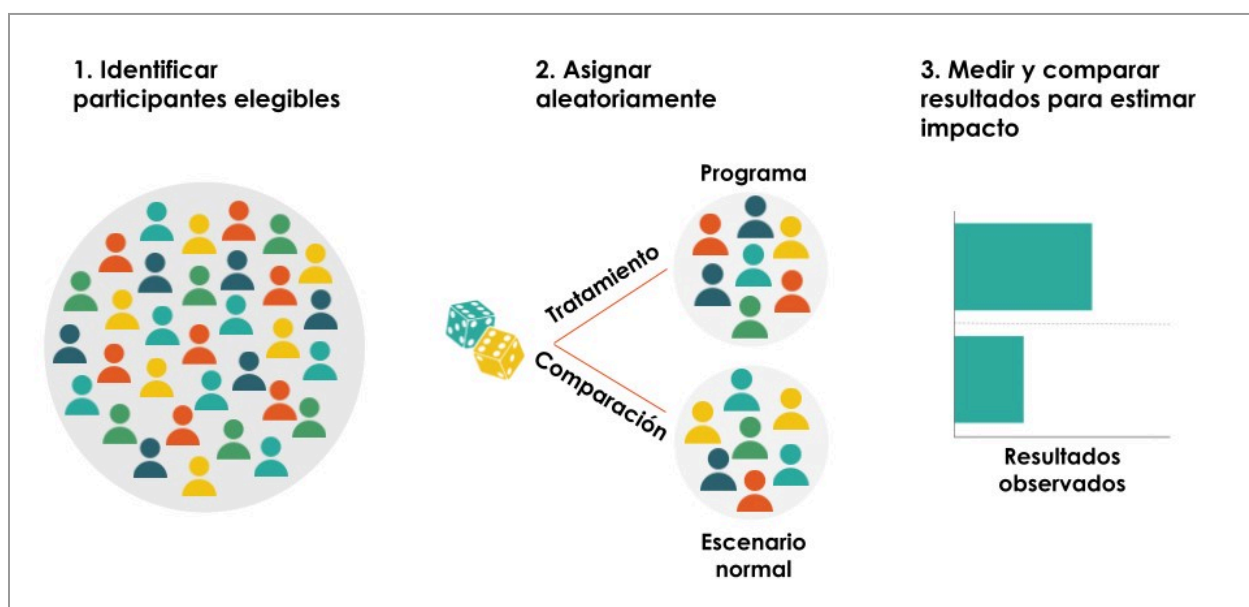 1. Identificar
participantes elegibles
2. Asignar
aleatoriamente
Programa
Tratamiento
Comparación
Escenario
normal
3. Medir y comparar
resultados para estimar
impacto
Resultados
observados